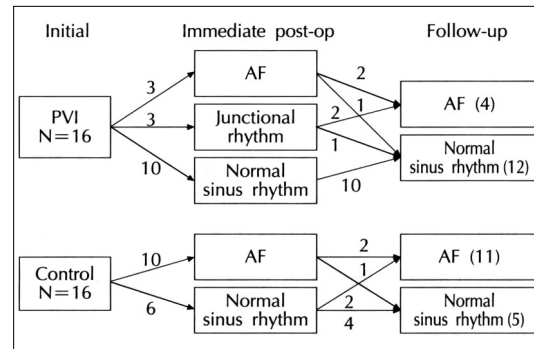 Initial Immediate post-op Follow-up
AF
3 2
PVI
N=16
AF (4)
1
3 Junctional
rhythm
2
1
10 Normal
sinus rhythm
10 Normal
sinus rhythm (12)
10 AF
2 AF (11)
1
Control
N=16
6 Normal
sinus rhythm
2
4
Normal
sinus rhythm (5)